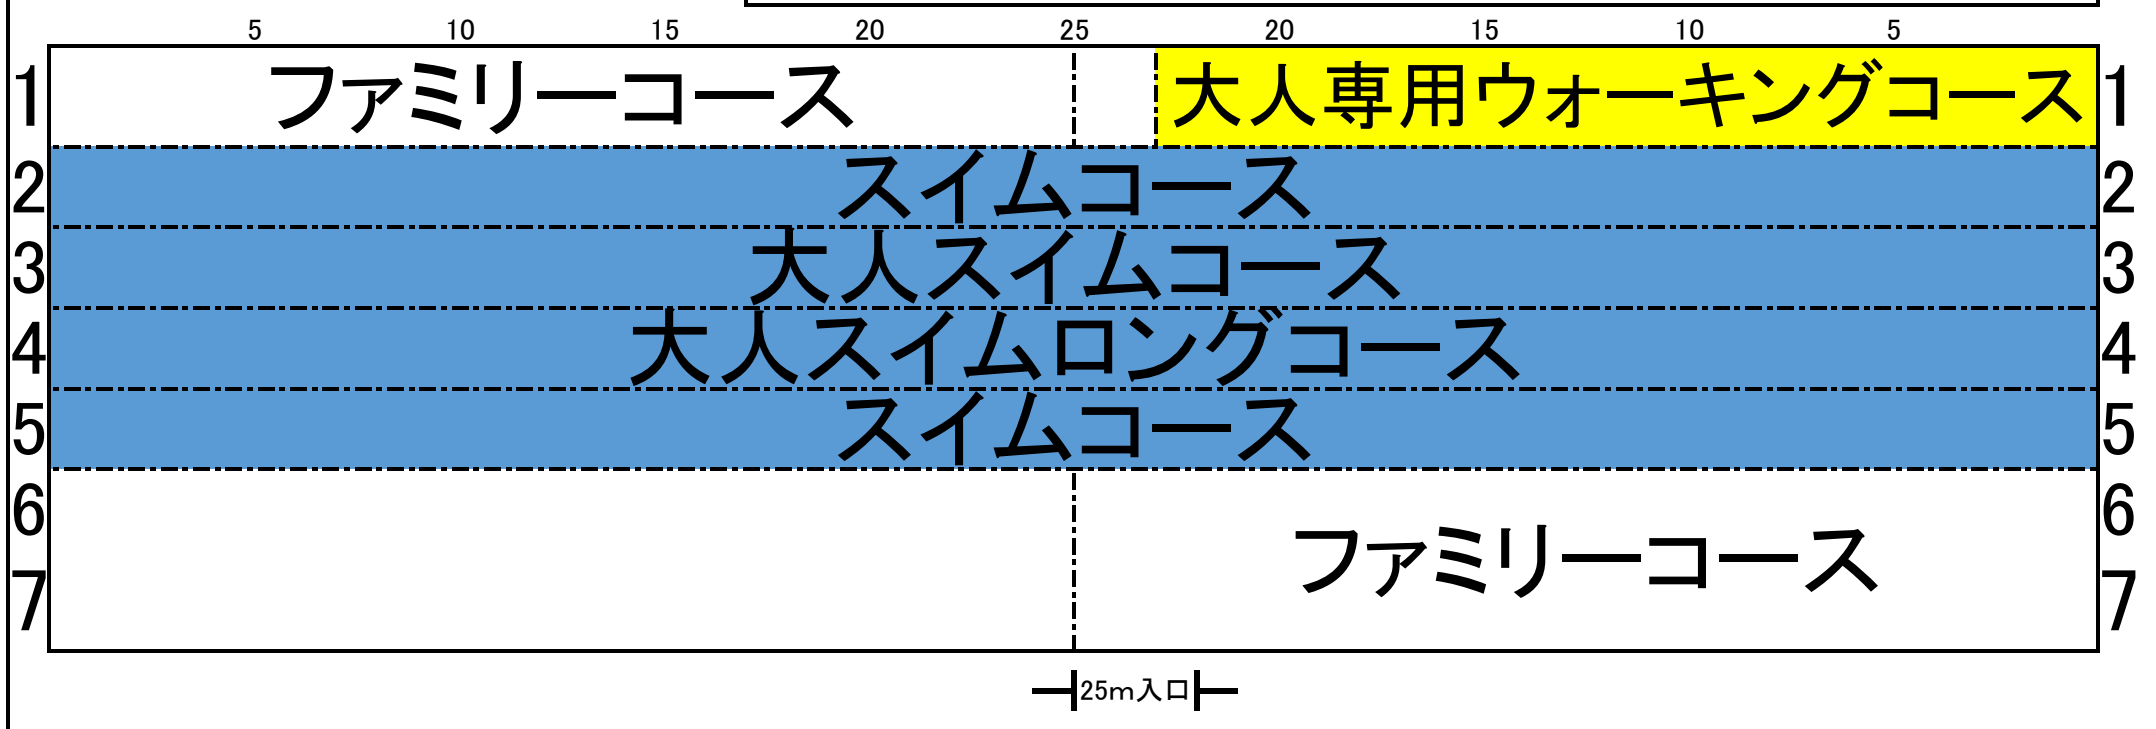 5 10 15 20 25 20 15 10 5
1 ファミリーコース 大人専用ウォーキングコース 1
2 スイムコース 2
3 大人スイムコース 3
4 大人スイムロングコース 4
5 スイムコース 5
6 6
ファミリーコース
7 7
25m入口